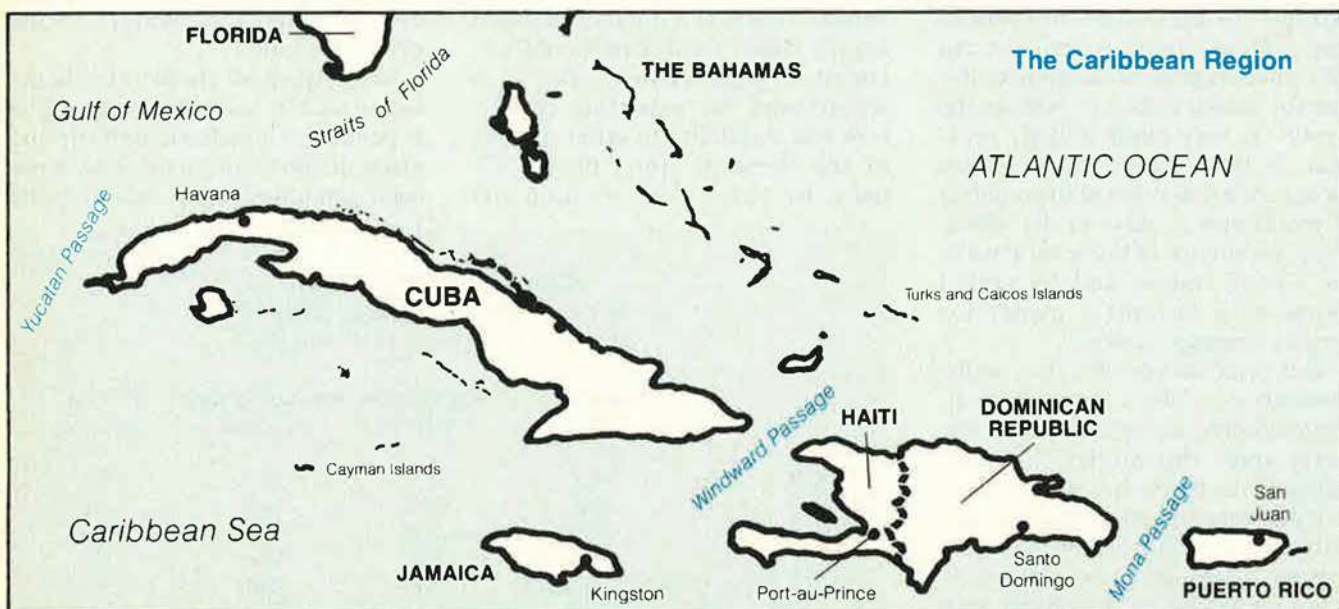 FLORIDA
THE BAHAMAS
The Caribbean Region
Gulf of Mexico
Straits of Florida
ATLANTIC OCEAN
Havana
Yucatan Passage
CUBA
Turks and Caicos Islands
Windward Passage
HAITI
DOMINICAN
REPUBLIC
Cayman Islands
Caribbean Sea
JAMAICA
Kingston
Port-au-Prince
Santo
Domingo
Mona Passage
San
Juan
PUERTO RICO